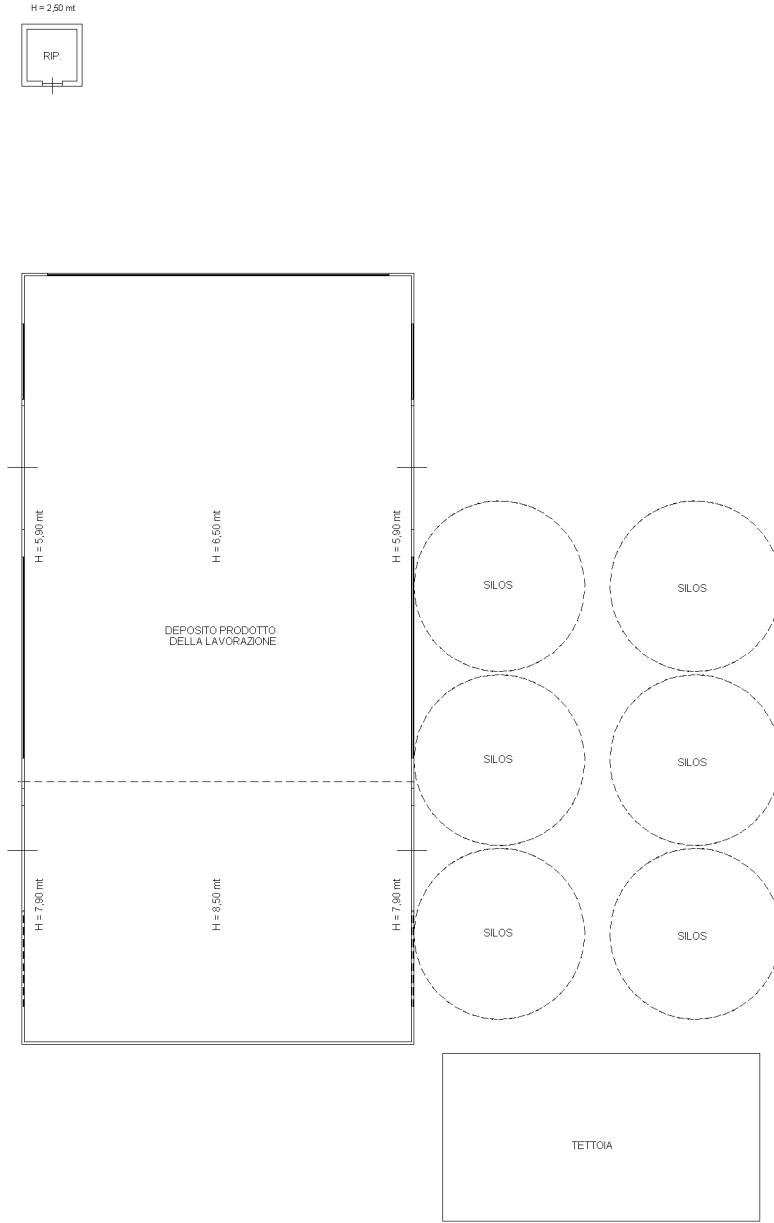 H = 2,50 mt
RIP.
H = 5,90 mt
H = 6,50 mt
H = 5,90 mt
SILOS
SILOS
DEPOSITO PRODOTTO
DELLA LAVORAZIONE
SILOS
SILOS
H = 7,90 mt
H = 8,50 mt
H = 7,90 mt
SILOS
SILOS
TETTOIA